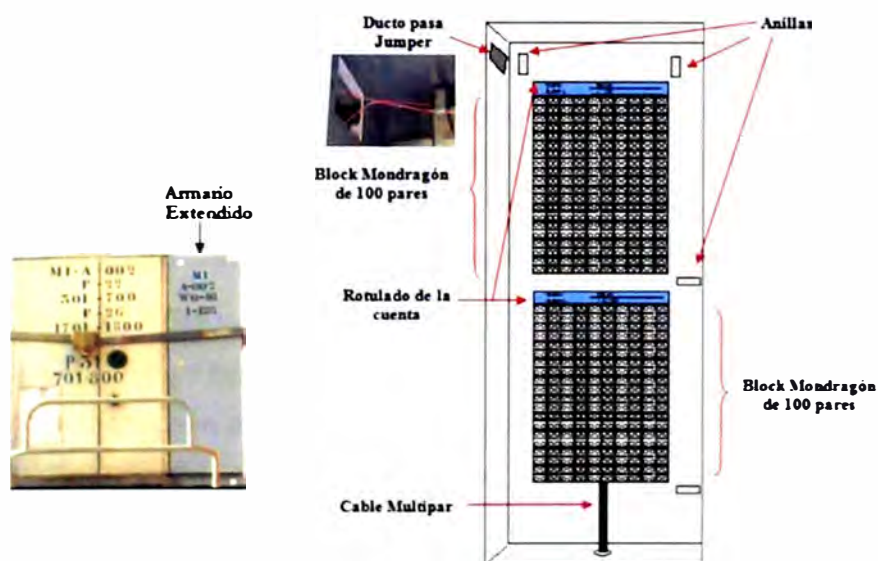 Ducto pasa
Jumper
Anillas
Block Mondragón
de 100 pares
Armario
Extendido
M1-A 002
P 27
501 700
P 26
1701 1800
P 51
701 800
M1
A-002
Rotulado de la
cuenta
Block Mondragón
de 100 pares
Cable Multipar